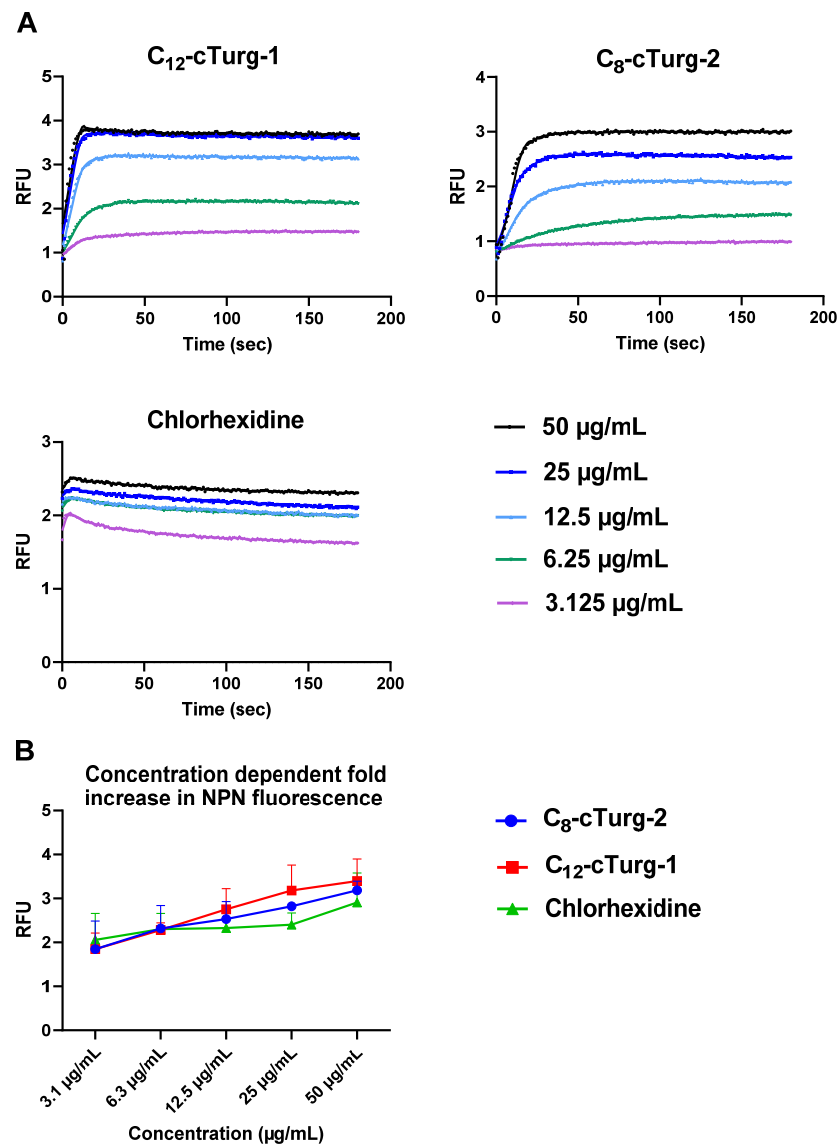 A
C12-cTurg-1
5
4
3
2
1
0
RFU
0 50 100 150 200
Time (sec)
C8-cTurg-2
4
3
2
1
0
RFU
0 50 100 150 200
Time (sec)
Chlorhexidine
3
2
1
0
RFU
0 50 100 150 200
Time (sec)
50 µg/mL
25 µg/mL
12.5 µg/mL
6.25 µg/mL
3.125 µg/mL
B
Concentration dependent fold
increase in NPN fluorescence
5
4
3
2
1
0
RFU
3.1 µg/mL
6.3 µg/mL
12.5 µg/mL
25 µg/mL
50 µg/mL
Concentration (µg/mL)
C8-cTurg-2
C12-cTurg-1
Chlorhexidine